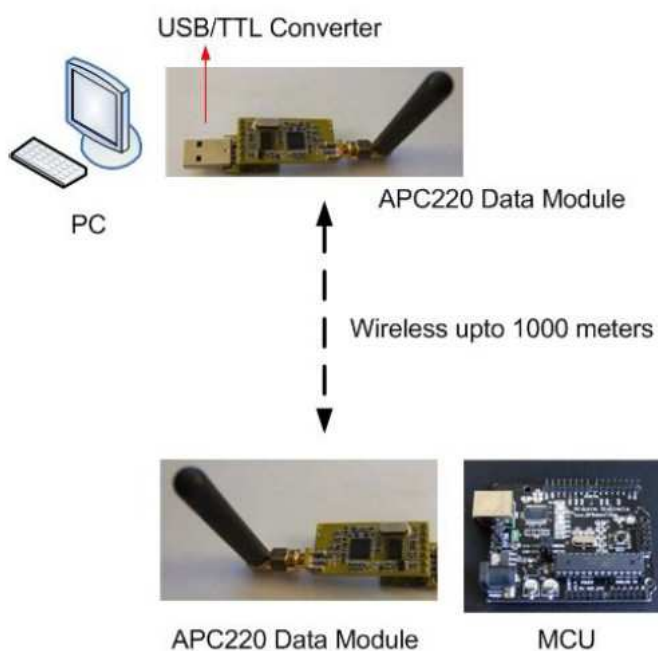 USB/TTL Converter
PC
APC220 Data Module
Wireless upto 1000 meters
APC220 Data Module
MCU